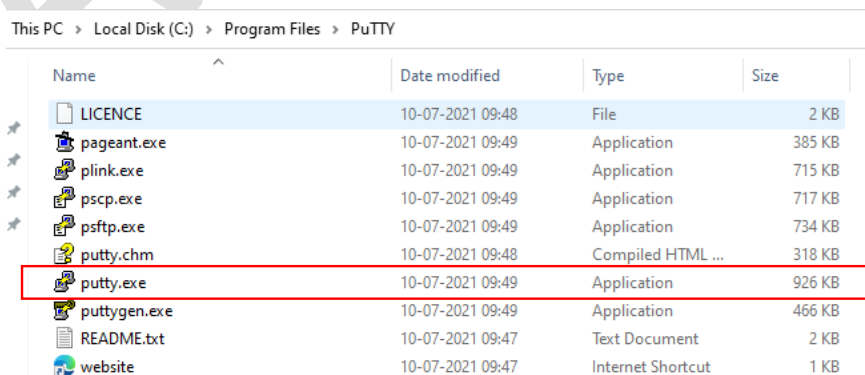 This PC > Local Disk (C:) > Program Files > PuTTY
Name Date modified Type Size
LICENCE 10-07-2021 09:48 File 2 KB
pageant.exe 10-07-2021 09:49 Application 385 KB
plink.exe 10-07-2021 09:49 Application 715 KB
pscp.exe 10-07-2021 09:49 Application 717 KB
psftp.exe 10-07-2021 09:49 Application 734 KB
putty.chm 10-07-2021 09:48 Compiled HTML ... 318 KB
putty.exe 10-07-2021 09:49 Application 926 KB
puttygen.exe 10-07-2021 09:49 Application 466 KB
README.txt 10-07-2021 09:47 Text Document 2 KB
website 10-07-2021 09:47 Internet Shortcut 1 KB